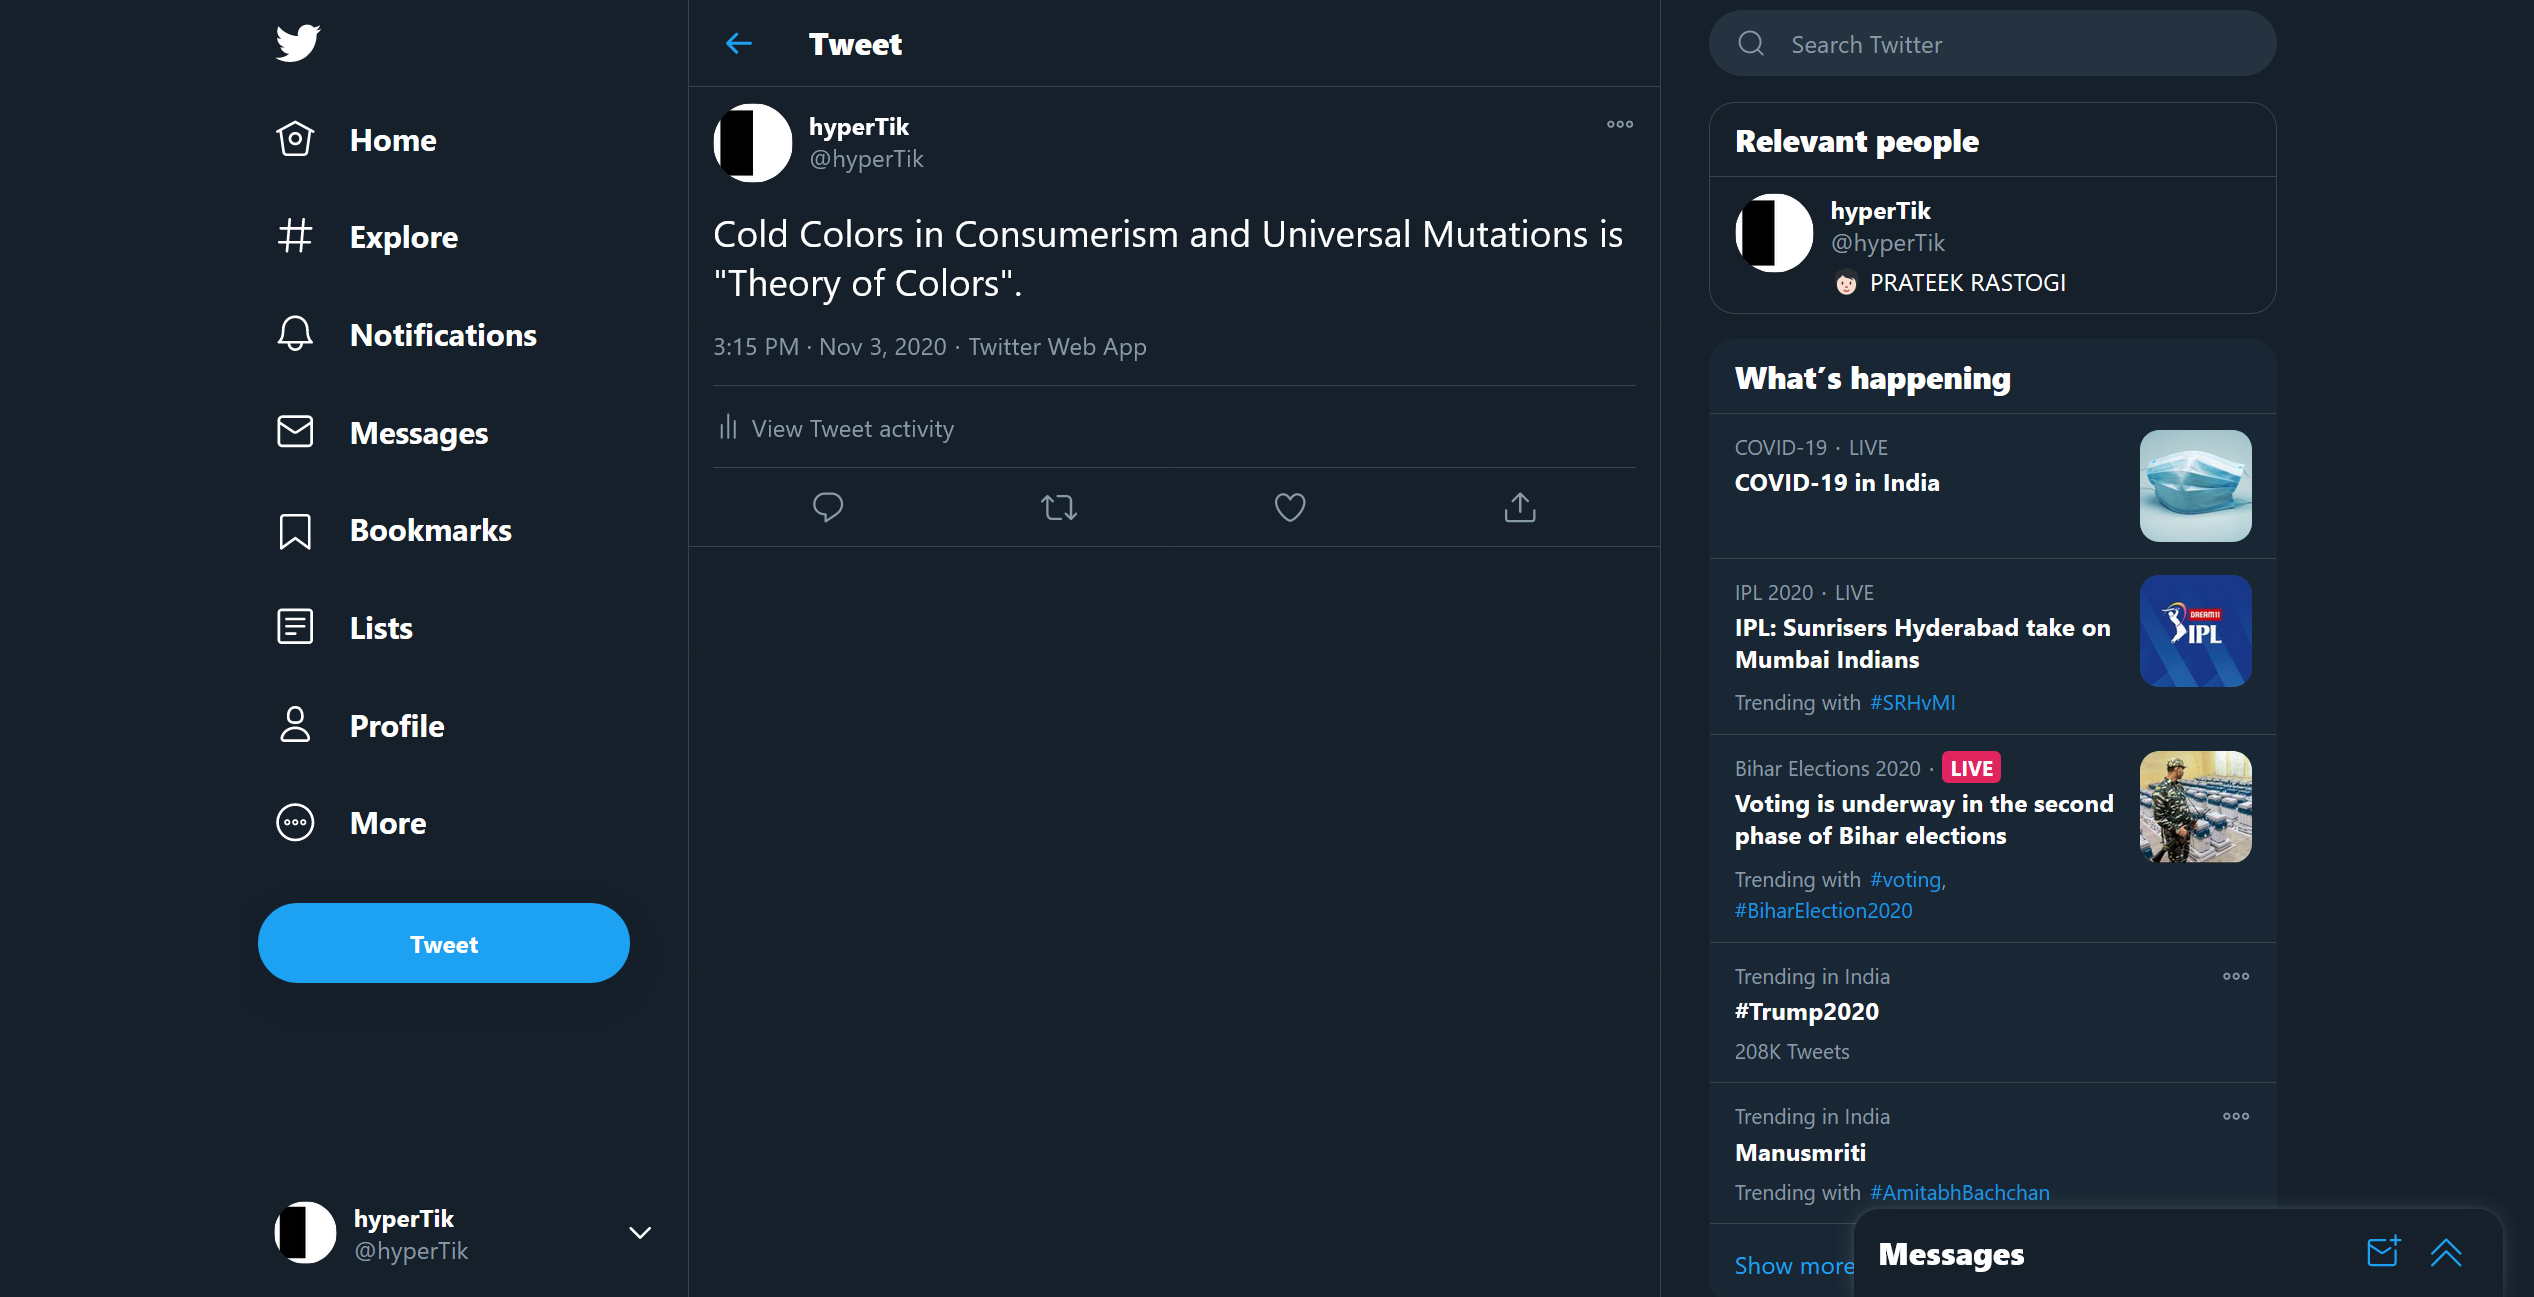 Home
Explore
Notifications
Messages
Bookmarks
Lists
Profile
More
Tweet
hyperTik
@hyperTik
Tweet
hyperTik
@hyperTik
Cold Colors in Consumerism and Universal Mutations is
"Theory of Colors".
3:15 PM · Nov 3, 2020 · Twitter Web App
View Tweet activity
Search Twitter
Relevant people
hyperTik
@hyperTik
PRATEEK RASTOGI
What´s happening
COVID-19 · LIVE
COVID-19 in India
IPL 2020 · LIVE
IPL: Sunrisers Hyderabad take on
Mumbai Indians
Trending with #SRHvMI
DREAM11
IPL
Bihar Elections 2020 · LIVE
Voting is underway in the second
phase of Bihar elections
Trending with #voting,
#BiharElection2020
Trending in India
#Trump2020
208K Tweets
Trending in India
Manusmriti
Trending with #AmitabhBachchan
Show more
Messages